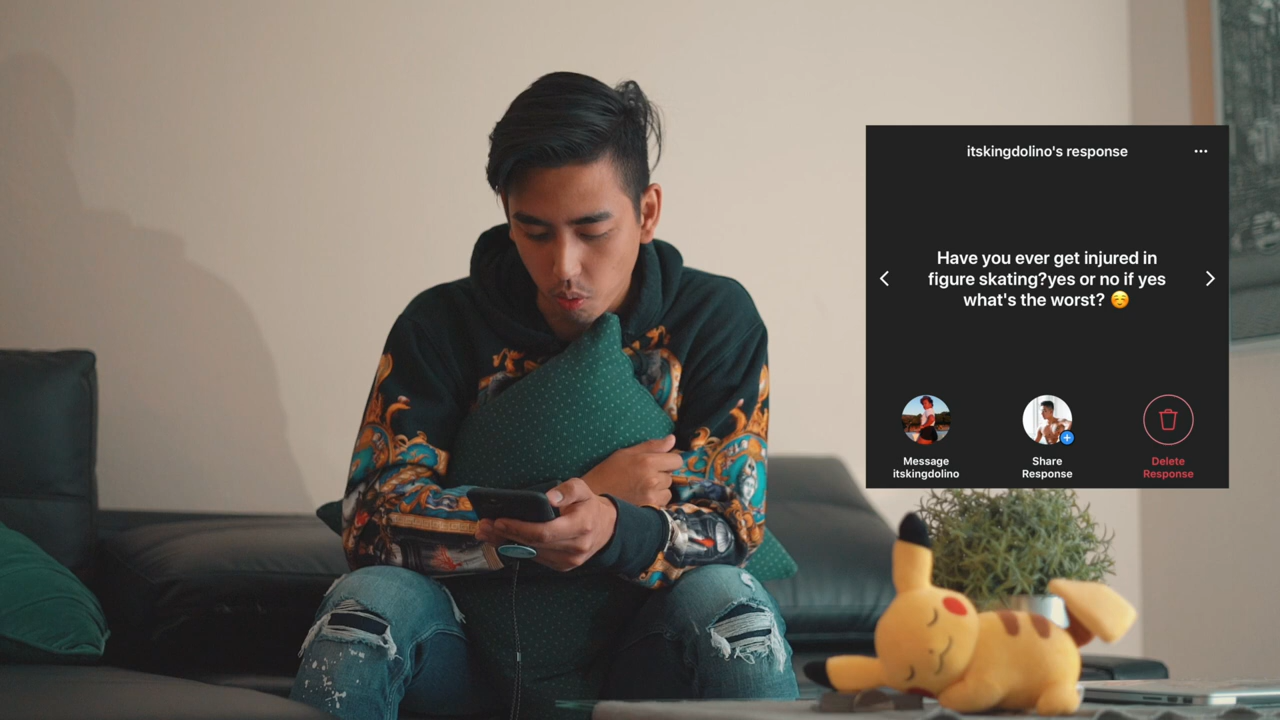 itskingdolino's response
Have you ever get injured in
figure skating?yes or no if yes
what's the worst? ☺️
Message
itskingdolino
Share
Response
Delete
Response